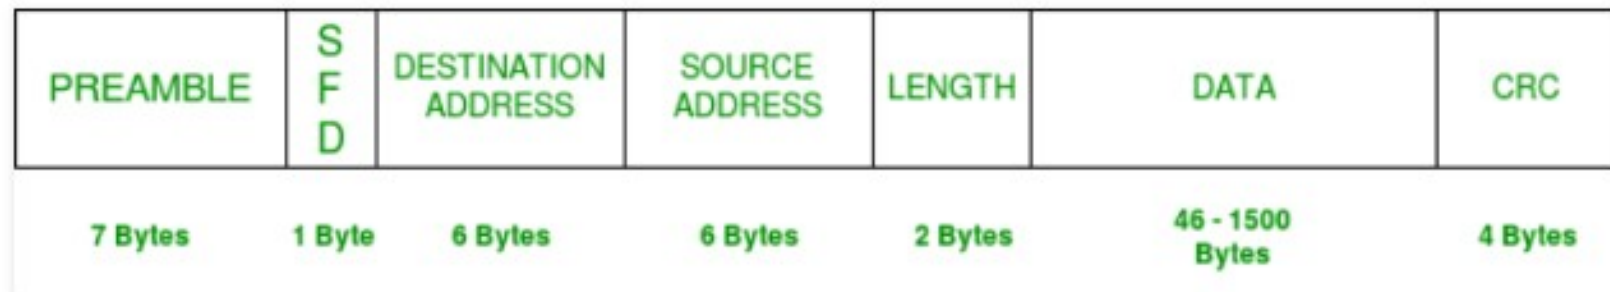 PREAMBLE
S
F
D
DESTINATION
ADDRESS
SOURCE
ADDRESS
LENGTH
DATA
CRC
7 Bytes
1 Byte
6 Bytes
6 Bytes
2 Bytes
46 - 1500
Bytes
4 Bytes